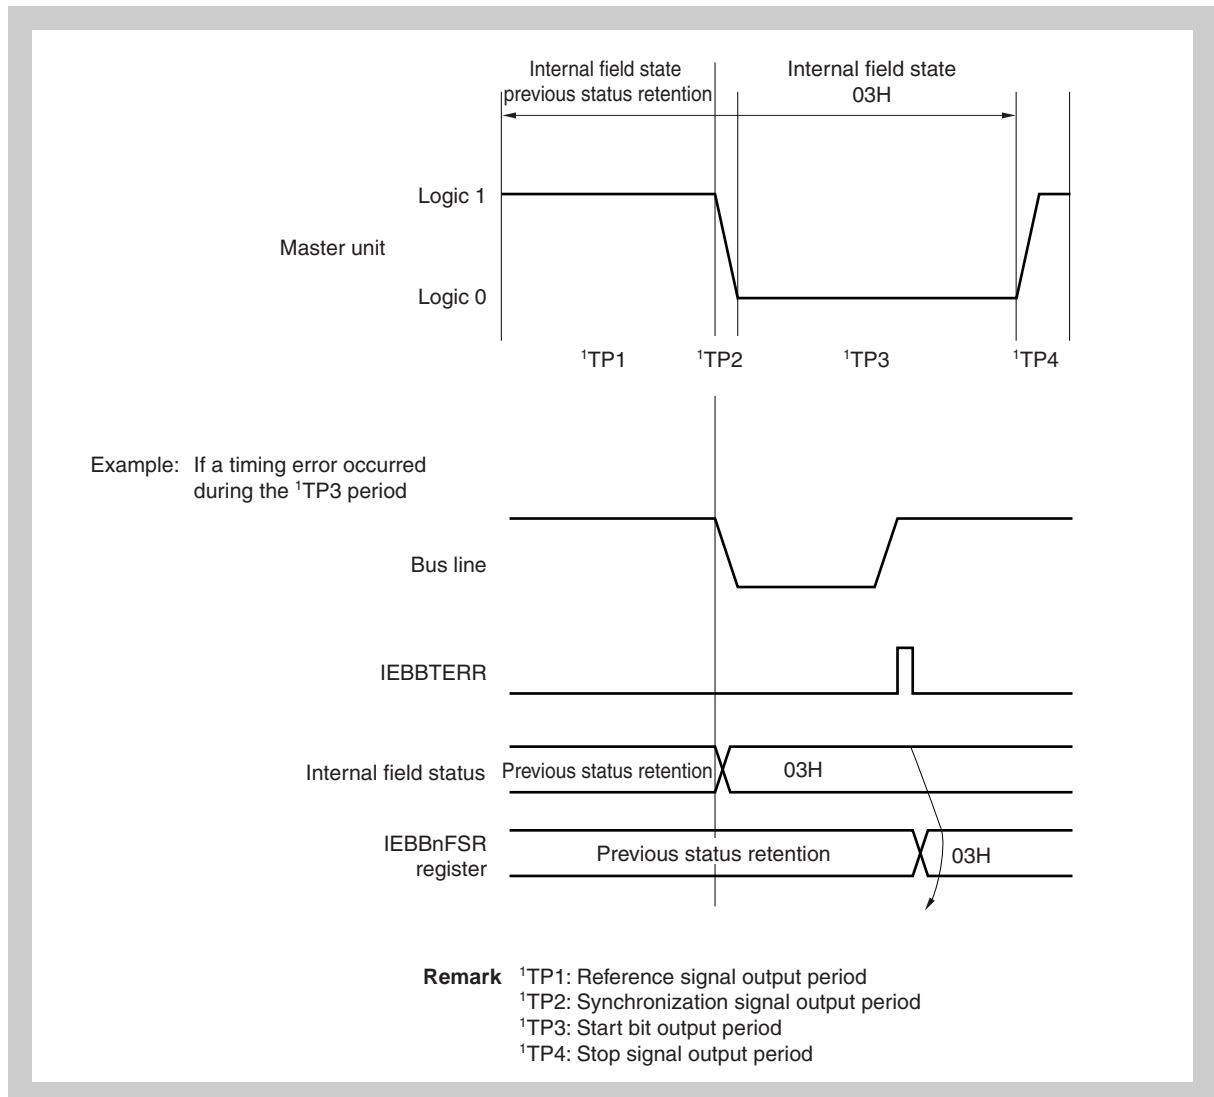 Internal field state
previous status retention
Internal field state
03H
Logic 1
Master unit
Logic 0
¹TP1
¹TP2
¹TP3
¹TP4
Example: If a timing error occurred
during the ¹TP3 period
Bus line
IEBBTERR
Internal field status
Previous status retention
03H
IEBBnFSR
register
Previous status retention
03H
Remark ¹TP1: Reference signal output period
¹TP2: Synchronization signal output period
¹TP3: Start bit output period
¹TP4: Stop signal output period